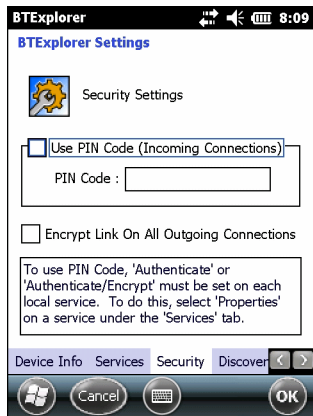 BTExplorer 8:09
BTExplorer Settings
Security Settings
Use PIN Code (Incoming Connections)
PIN Code :
Encrypt Link On All Outgoing Connections
To use PIN Code, 'Authenticate' or
'Authenticate/Encrypt' must be set on each
local service. To do this, select 'Properties'
on a service under the 'Services' tab.
Device Info Services Security Discover
Cancel OK